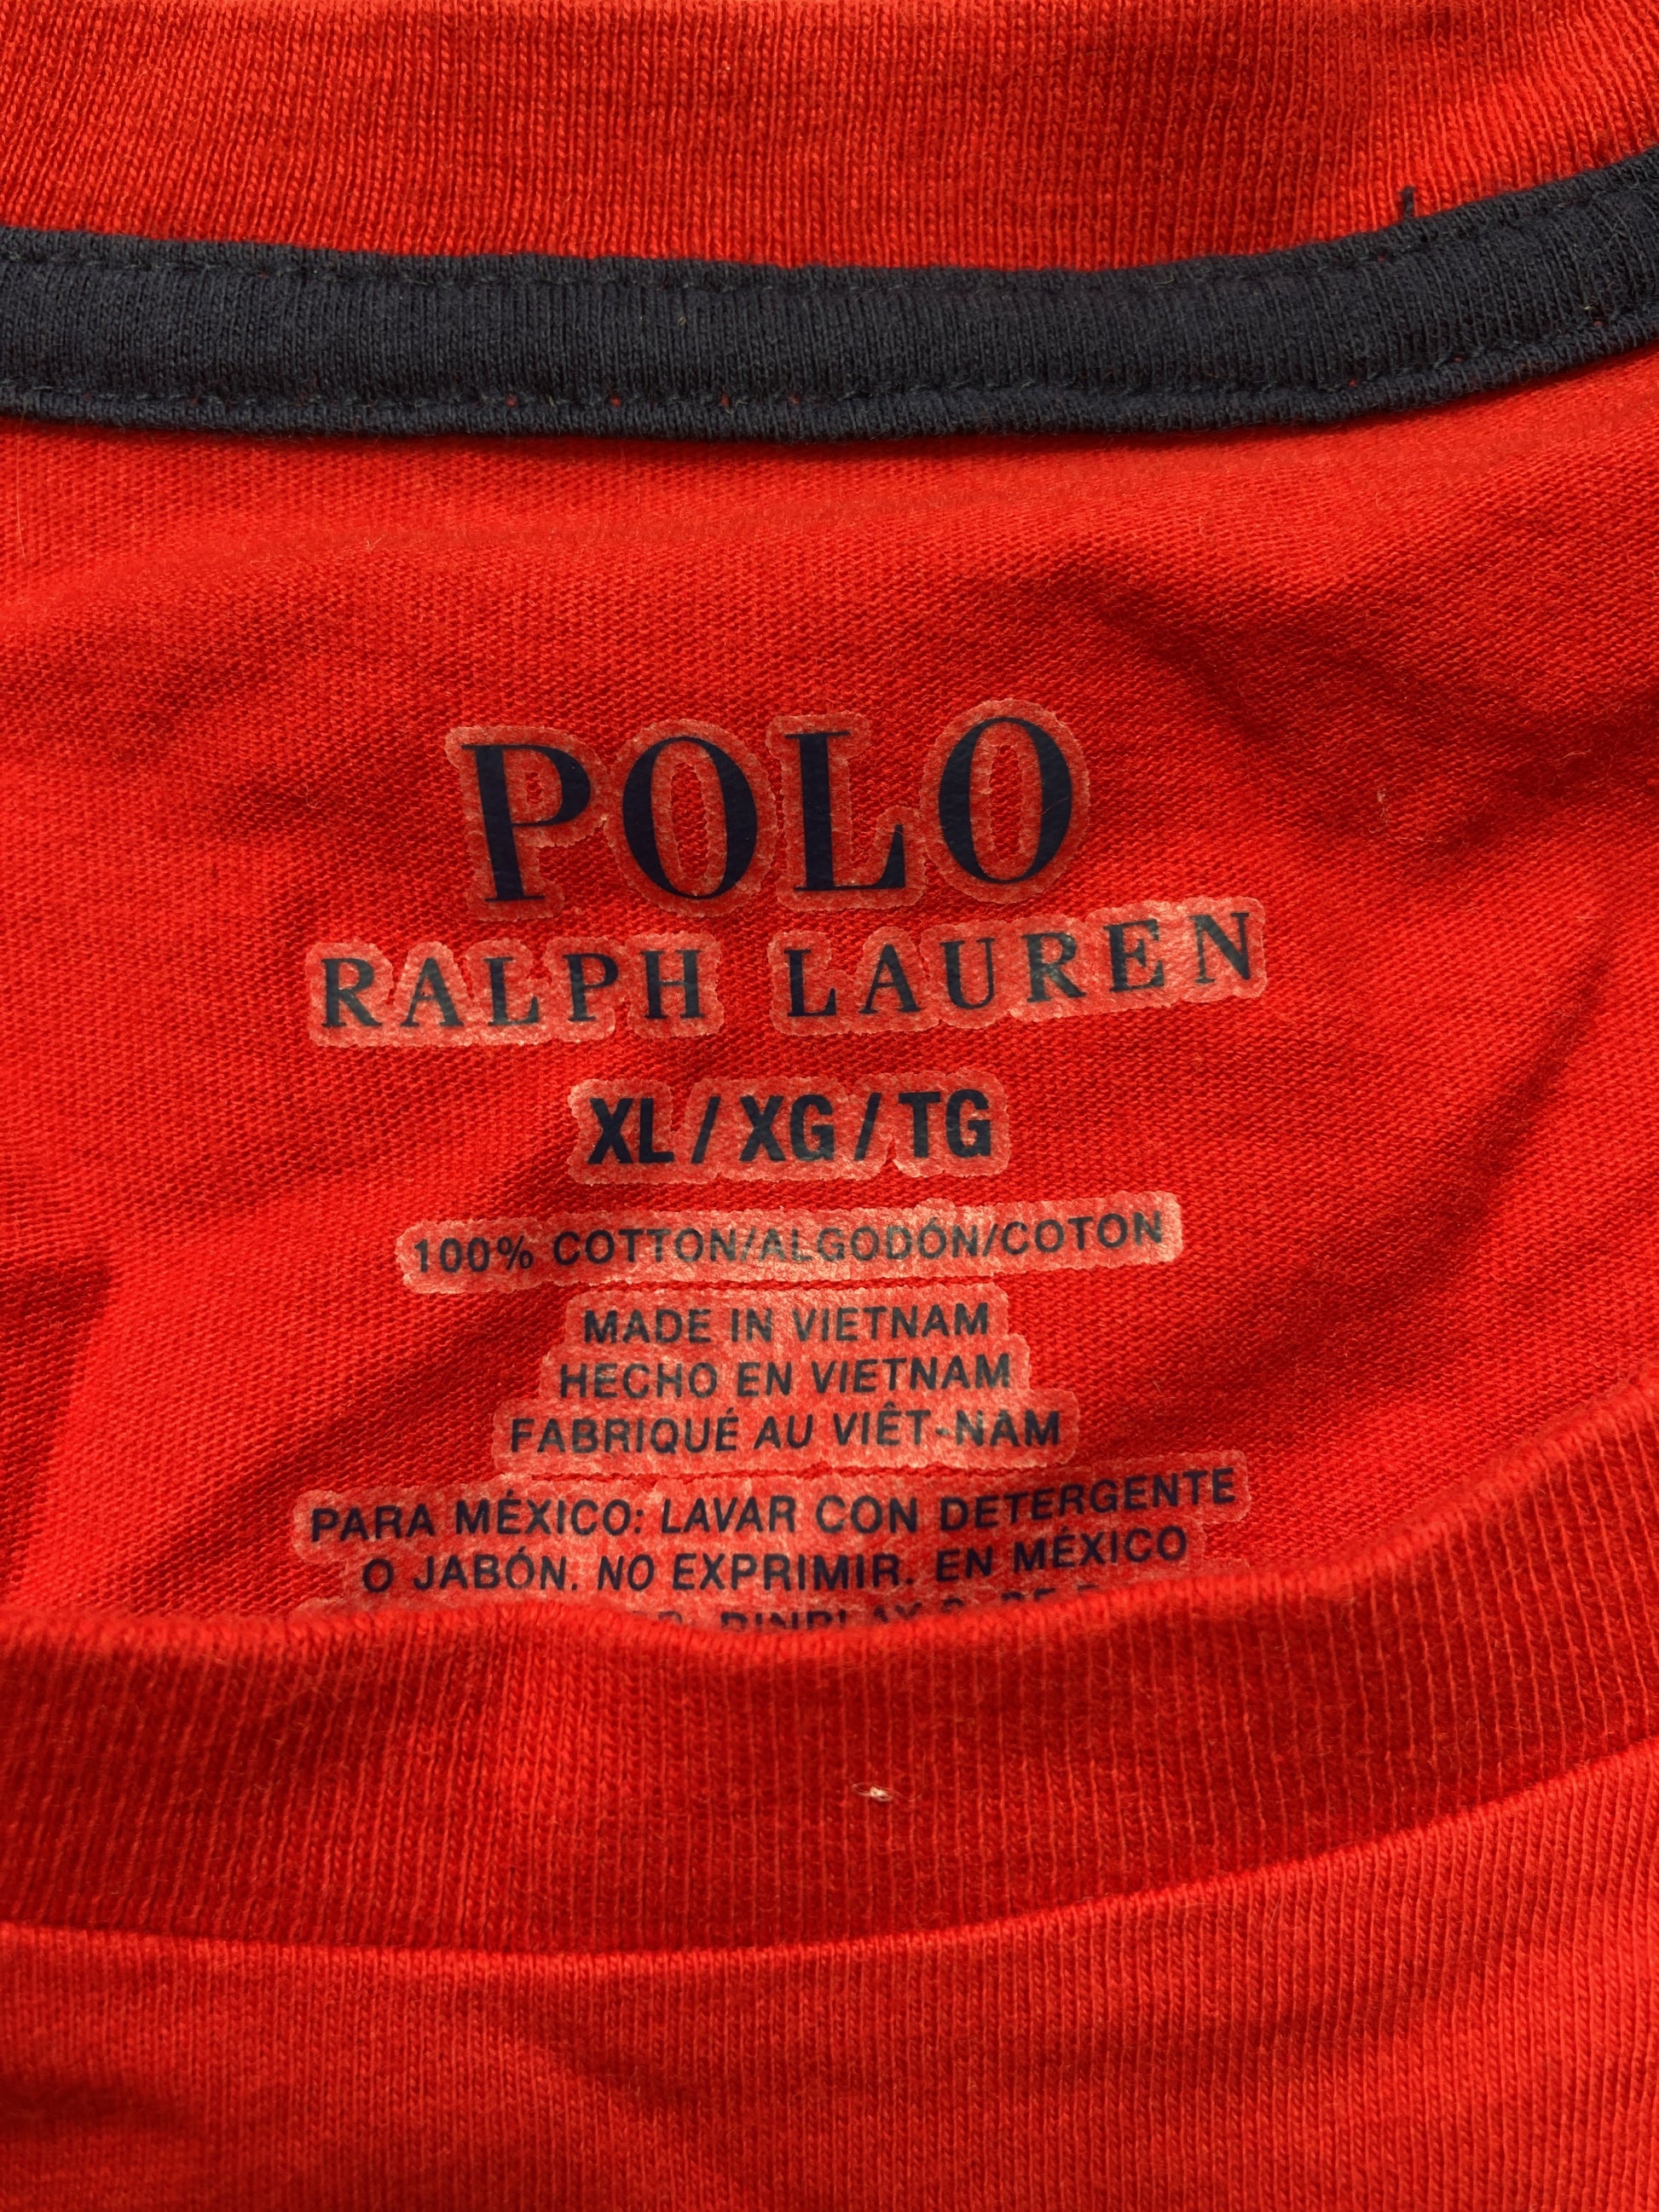 POLO
RALPH LAUREN
XL/XG/TG
100% COTTON/ALGODÓN/COTON
MADE IN VIETNAM
HECHO EN VIETNAM
FABRIQUÉ AU VIÊT-NAM
PARA MÉXICO: LAVAR CON DETERGENTE
O JABÓN. NO EXPRIMIR. EN MÉXICO